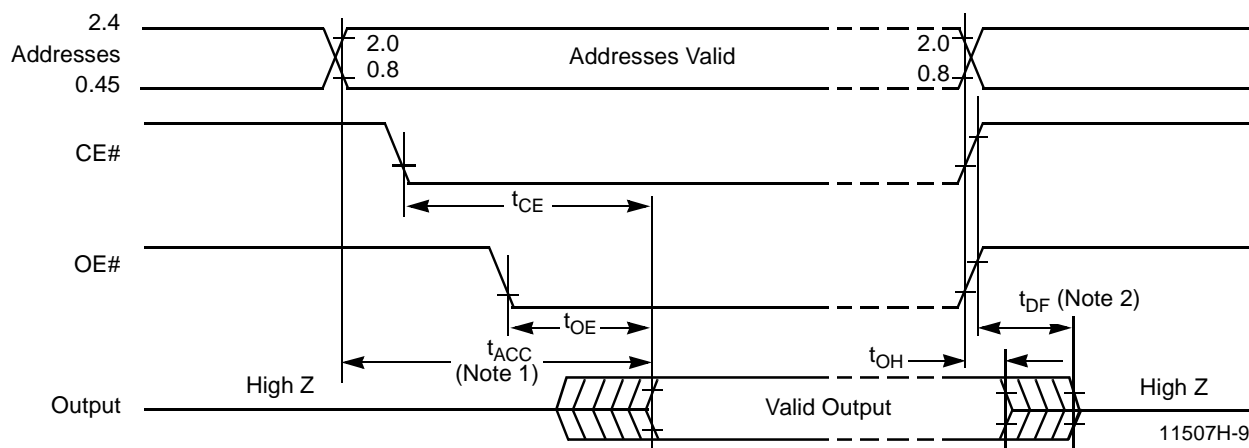 2.4
Addresses
0.45
2.0
0.8
Addresses Valid
2.0
0.8
CE#
tCE
OE#
tOE
tDF (Note 2)
tACC
(Note 1)
tOH
High Z
Output
Valid Output
High Z
11507H-9